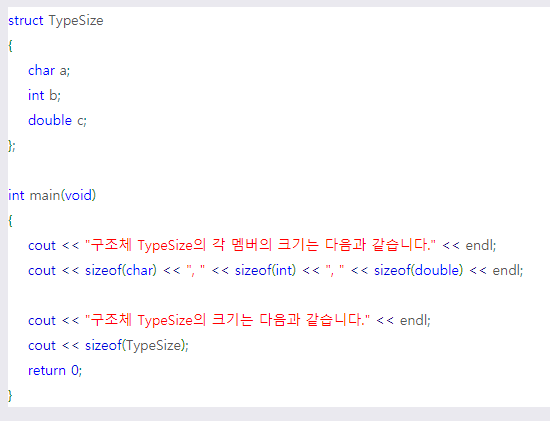 struct TypeSize
{
char a;
int b;
double c;
};
int main(void)
{
cout << "구조체 TypeSize의 각 멤버의 크기는 다음과 같습니다." << endl;
cout << sizeof(char) << ", " << sizeof(int) << ", " << sizeof(double) << endl;
cout << "구조체 TypeSize의 크기는 다음과 같습니다." << endl;
cout << sizeof(TypeSize);
return 0;
}